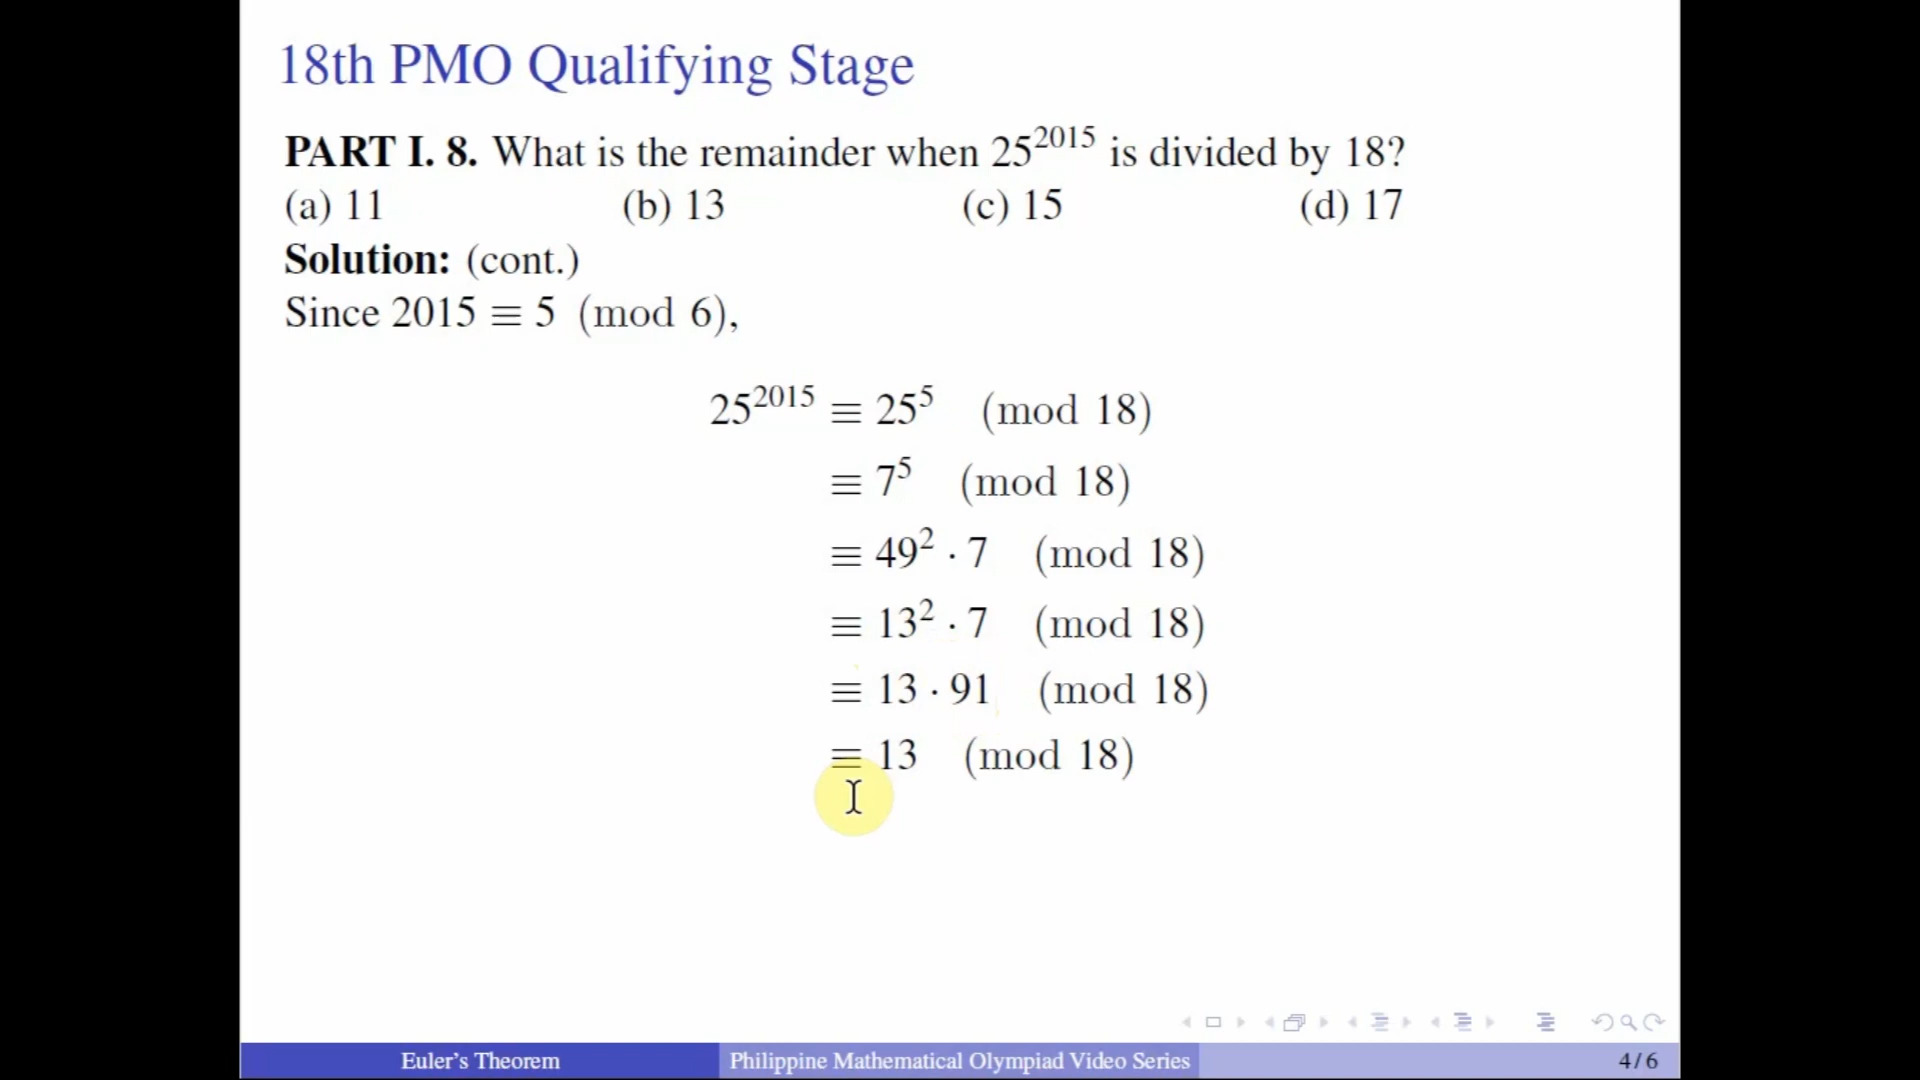 18th PMO Qualifying Stage
PART I. 8. What is the remainder when 25^2015 is divided by 18?
(a) 11 (b) 13 (c) 15 (d) 17
Solution: (cont.)
Since 2015 ≡ 5 (mod 6),
25^2015 ≡ 25^5 (mod 18)
≡ 7^5 (mod 18)
≡ 49^2 · 7 (mod 18)
≡ 13^2 · 7 (mod 18)
≡ 13 · 91 (mod 18)
≡ 13 (mod 18)
Euler's Theorem Philippine Mathematical Olympiad Video Series 4/6